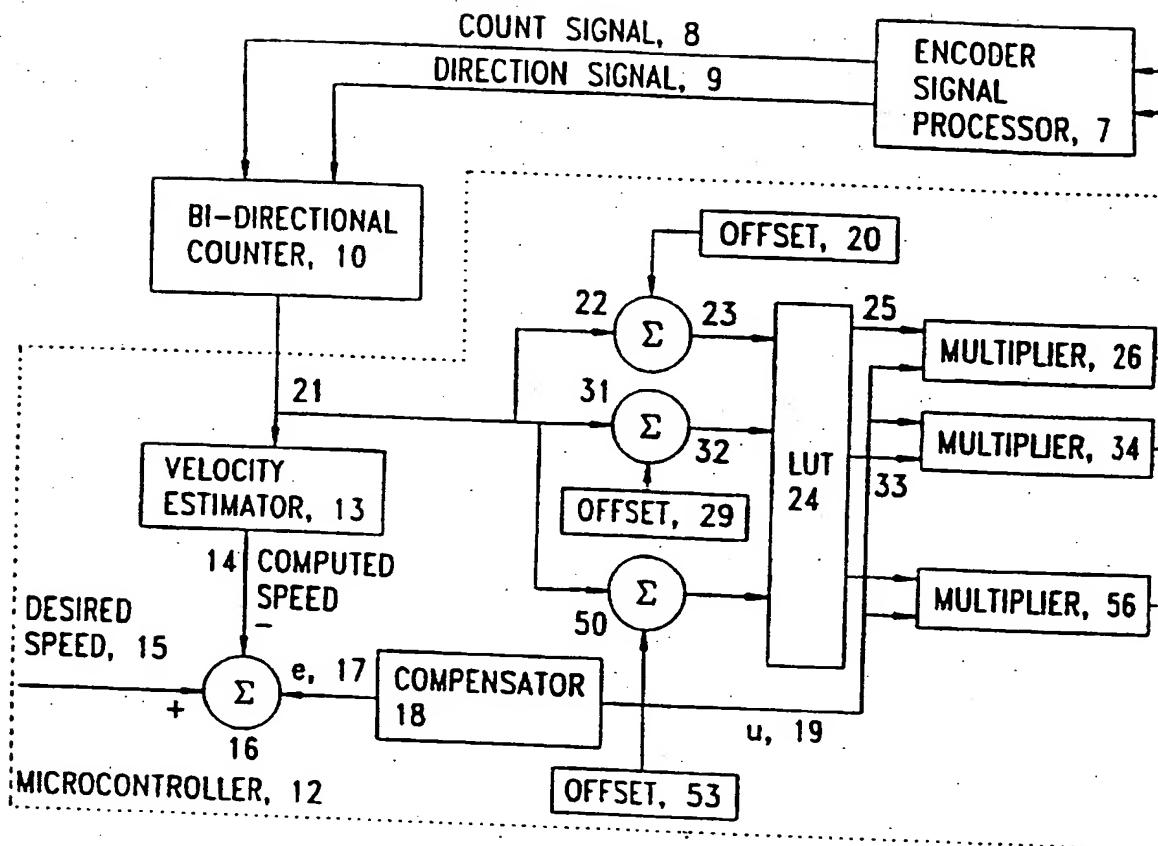 COUNT SIGNAL, 8
DIRECTION SIGNAL, 9
ENCODER
SIGNAL
PROCESSOR, 7
BI-DIRECTIONAL
COUNTER, 10
OFFSET, 20
22
Σ
23
25
MULTIPLIER, 26
21
31
Σ
32
LUT
24
33
MULTIPLIER, 34
VELOCITY
ESTIMATOR, 13
OFFSET, 29
14
COMPUTED
SPEED
−
50
Σ
MULTIPLIER, 56
DESIRED
SPEED, 15
+
Σ
16
e, 17
COMPENSATOR
18
u, 19
MICROCONTROLLER, 12
OFFSET, 53